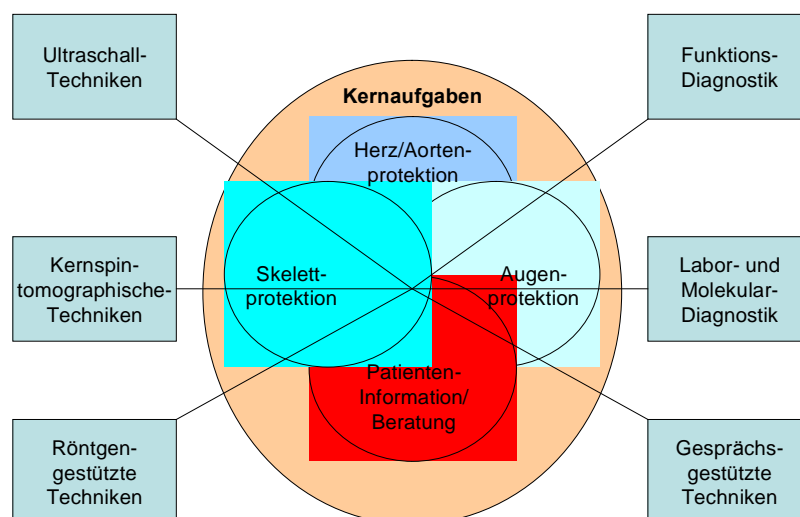 Ultraschall-
Techniken
Funktions-
Diagnostik
Kernaufgaben
Herz/Aorten-
protektion
Kernspin-
tomographische-
Techniken
Skelett-
protektion
Augen-
protektion
Labor- und
Molekular-
Diagnostik
Patienten-
Information/
Beratung
Röntgen-
gestützte
Techniken
Gesprächs-
gestützte
Techniken